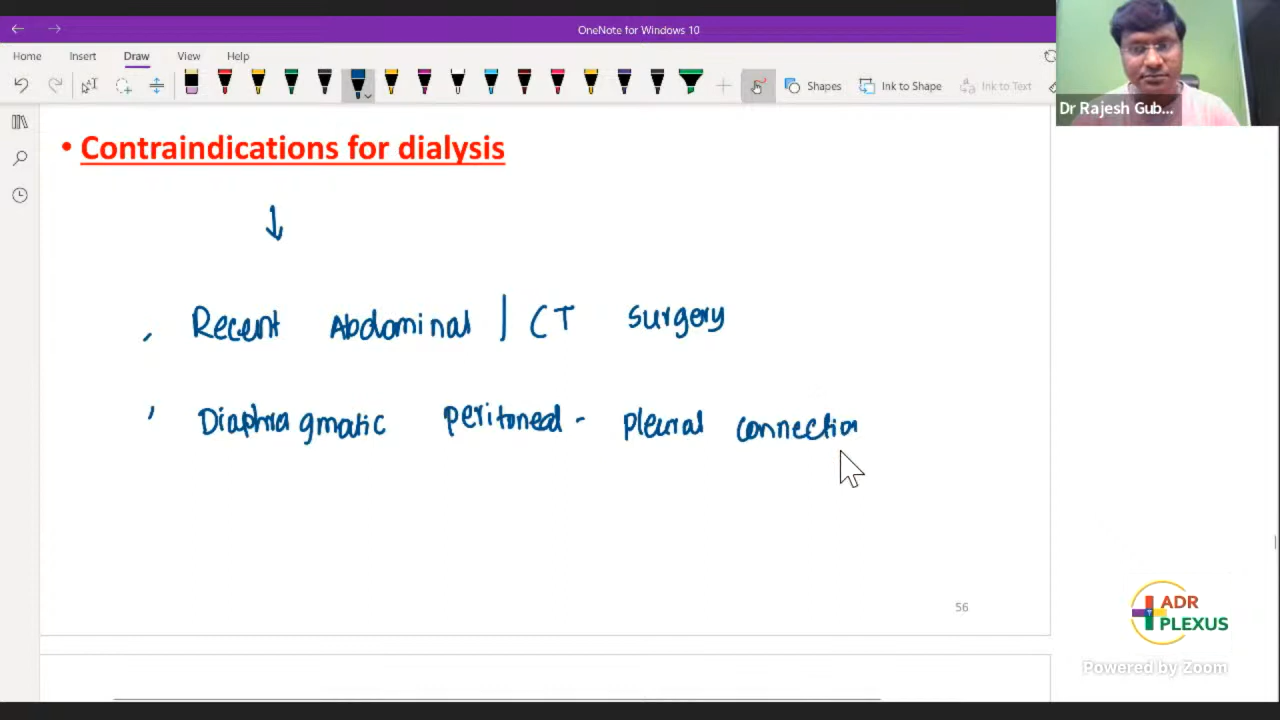 OneNote for Windows 10
Home Insert Draw View Help
Shapes Ink to Shape Ink to Text
Dr Rajesh Gub...
• Contraindications for dialysis
↓
Recent Abdominal | CT surgery
Diaphragmatic peritoneal - pleural connection
56
ADR
PLEXUS
Powered by Zoom